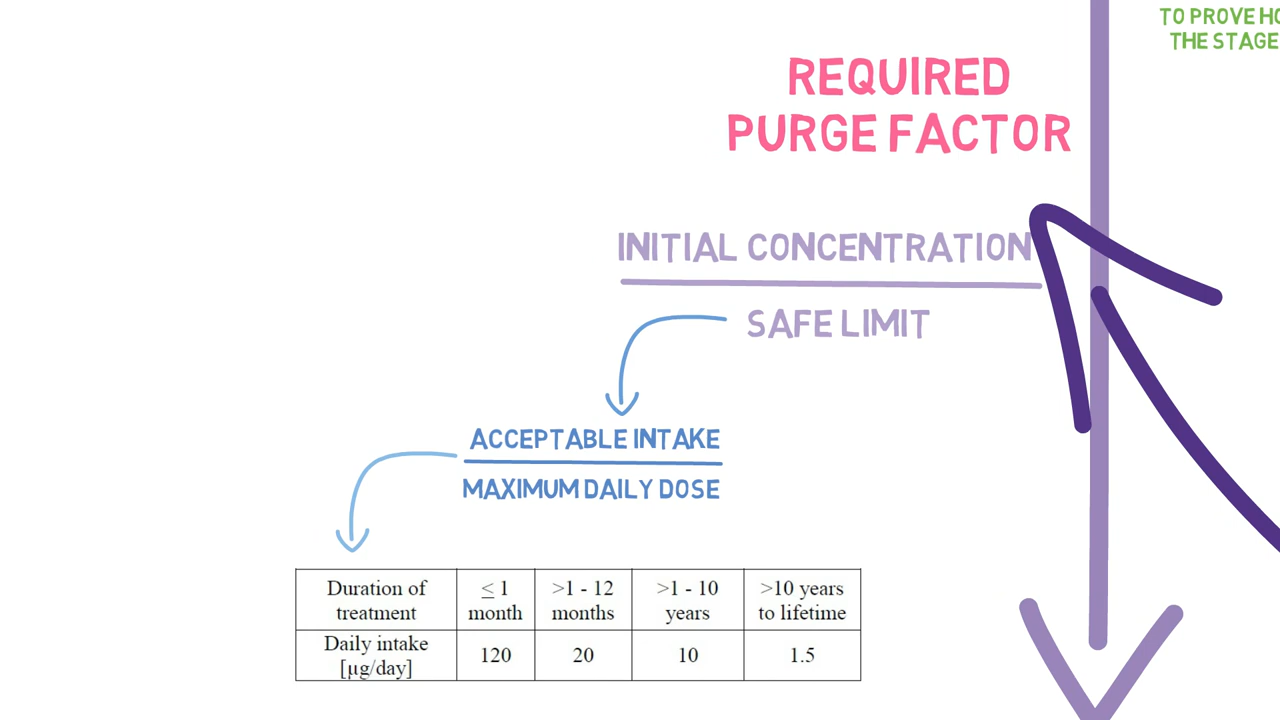 TO PROVE
THE STAGE
REQUIRED
PURGE FACTOR
INITIAL CONCENTRATION
SAFE LIMIT
ACCEPTABLE INTAKE
MAXIMUM DAILY DOSE
Duration of treatment | ≤ 1 month | >1 - 12 months | >1 - 10 years | >10 years to lifetime
Daily intake [µg/day] | 120 | 20 | 10 | 1.5